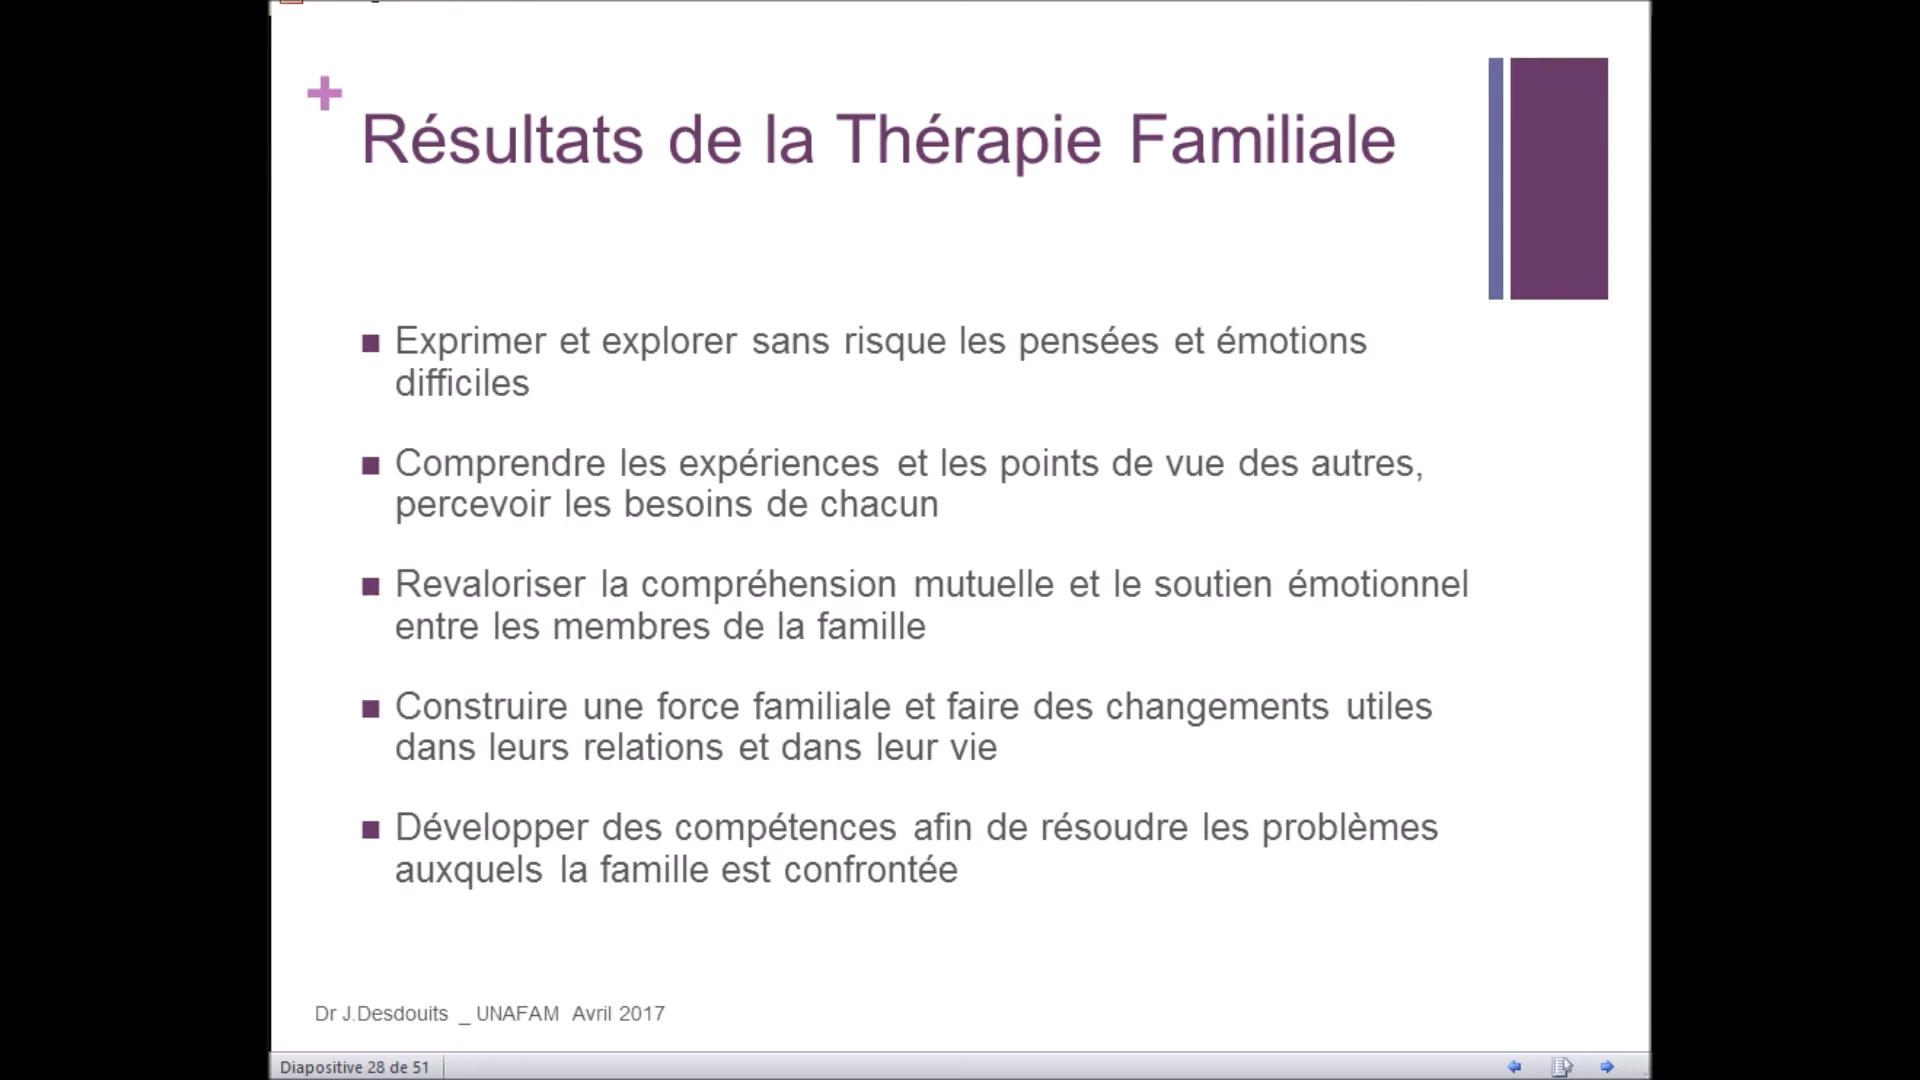 +
Résultats de la Thérapie Familiale
Exprimer et explorer sans risque les pensées et émotions
difficiles
Comprendre les expériences et les points de vue des autres,
percevoir les besoins de chacun
Revaloriser la compréhension mutuelle et le soutien émotionnel
entre les membres de la famille
Construire une force familiale et faire des changements utiles
dans leurs relations et dans leur vie
Développer des compétences afin de résoudre les problèmes
auxquels la famille est confrontée
Dr J.Desdouits _ UNAFAM Avril 2017
Diapositive 28 de 51